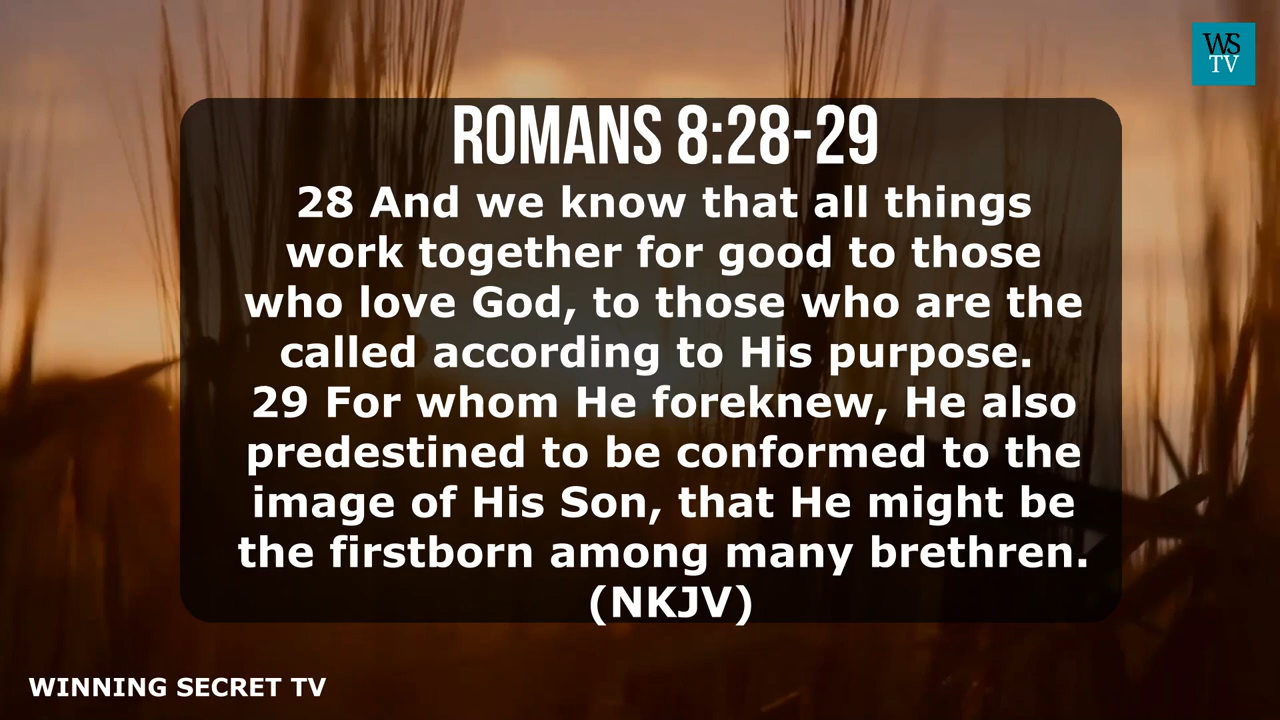 WS
TV
ROMANS 8:28-29
28 And we know that all things
work together for good to those
who love God, to those who are the
called according to His purpose.
29 For whom He foreknew, He also
predestined to be conformed to the
image of His Son, that He might be
the firstborn among many brethren.
(NKJV)
WINNING SECRET TV